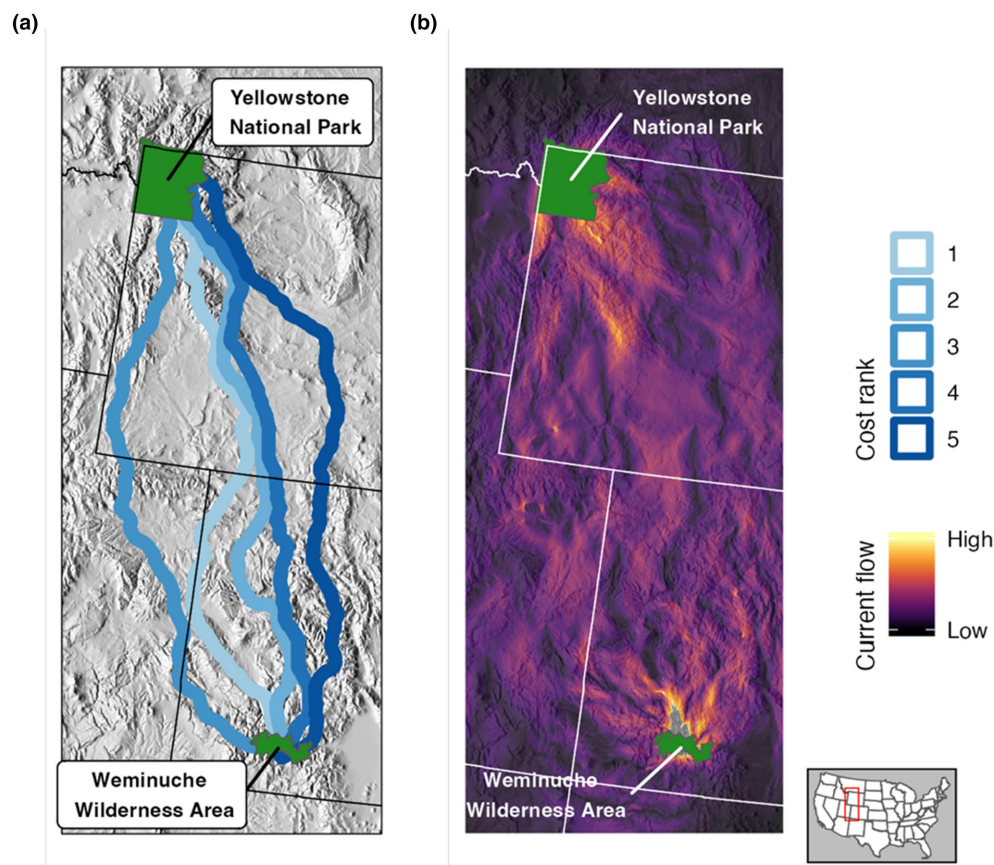 (a)
Yellowstone
National Park
Weminuche
Wilderness Area
(b)
Yellowstone
National Park
Weminuche
Wilderness Area
Cost rank
1
2
3
4
5
Current flow
High
Low